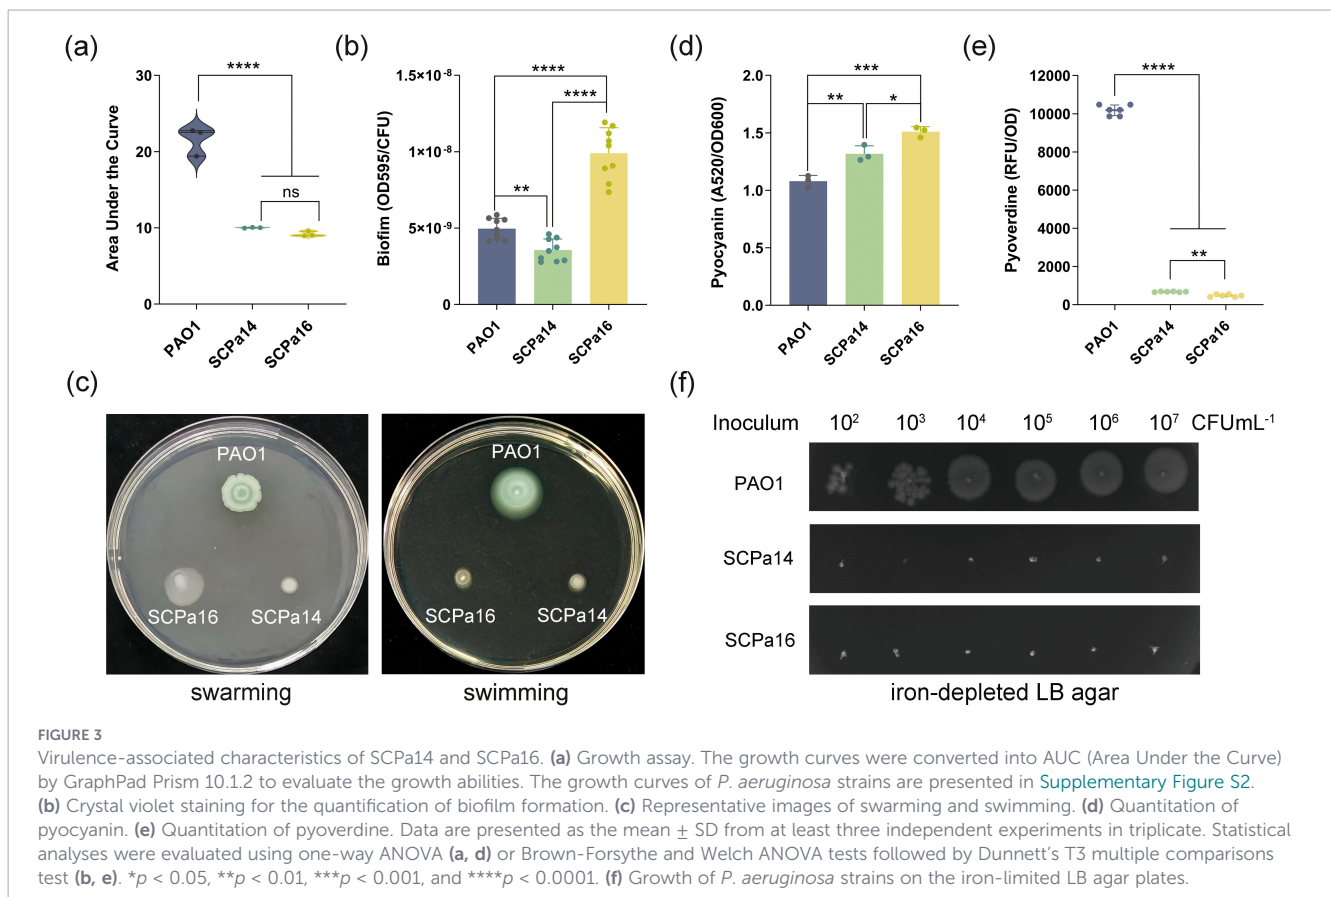 (a)
Area Under the Curve
30
20
10
0
****
ns
PAO1
SCPa14
SCPa16
(b)
Biofim (OD595/CFU)
1.5×10⁻⁸
1×10⁻⁸
5×10⁻⁹
0
****
****
**
PAO1
SCPa14
SCPa16
(d)
Pyocyanin (A520/OD600)
2.0
1.5
1.0
0.5
0.0
***
**
*
PAO1
SCPa14
SCPa16
(e)
Pyoverdine (RFU/OD)
12000
10000
8000
6000
4000
2000
0
****
**
PAO1
SCPa14
SCPa16
(c)
PAO1
SCPa16
SCPa14
swarming
PAO1
SCPa16
SCPa14
swimming
(f)
Inoculum 10² 10³ 10⁴ 10⁵ 10⁶ 10⁷ CFUmL⁻¹
PAO1
SCPa14
SCPa16
iron-depleted LB agar
FIGURE 3
Virulence-associated characteristics of SCPa14 and SCPa16. (a) Growth assay. The growth curves were converted into AUC (Area Under the Curve)
by GraphPad Prism 10.1.2 to evaluate the growth abilities. The growth curves of P. aeruginosa strains are presented in Supplementary Figure S2.
(b) Crystal violet staining for the quantification of biofilm formation. (c) Representative images of swarming and swimming. (d) Quantitation of
pyocyanin. (e) Quantitation of pyoverdine. Data are presented as the mean ± SD from at least three independent experiments in triplicate. Statistical
analyses were evaluated using one-way ANOVA (a, d) or Brown-Forsythe and Welch ANOVA tests followed by Dunnett's T3 multiple comparisons
test (b, e). *p < 0.05, **p < 0.01, ***p < 0.001, and ****p < 0.0001. (f) Growth of P. aeruginosa strains on the iron-limited LB agar plates.